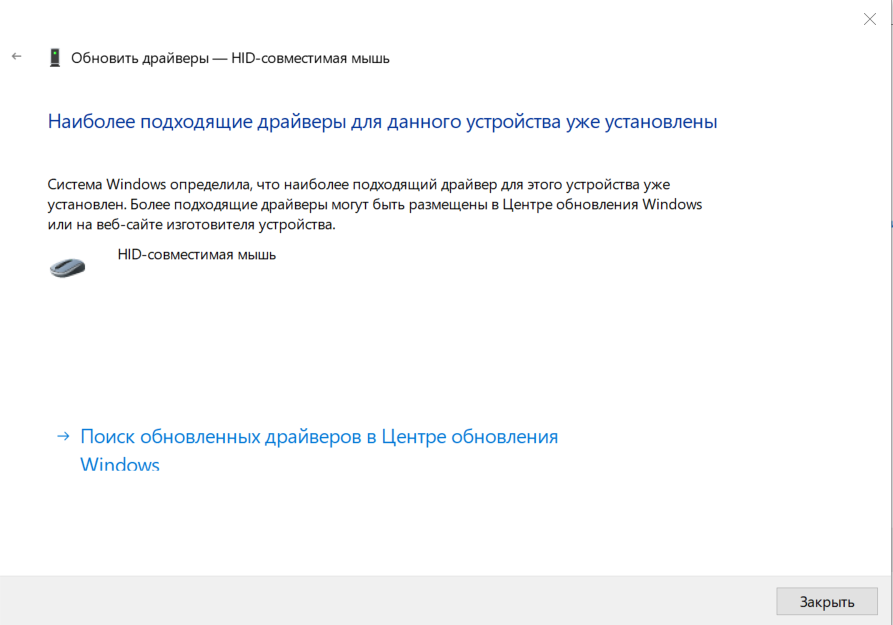 Обновить драйверы — HID-совместимая мышь
Наиболее подходящие драйверы для данного устройства уже установлены
Система Windows определила, что наиболее подходящий драйвер для этого устройства уже
установлен. Более подходящие драйверы могут быть размещены в Центре обновления Windows
или на веб-сайте изготовителя устройства.
HID-совместимая мышь
Поиск обновленных драйверов в Центре обновления
Windows
Закрыть